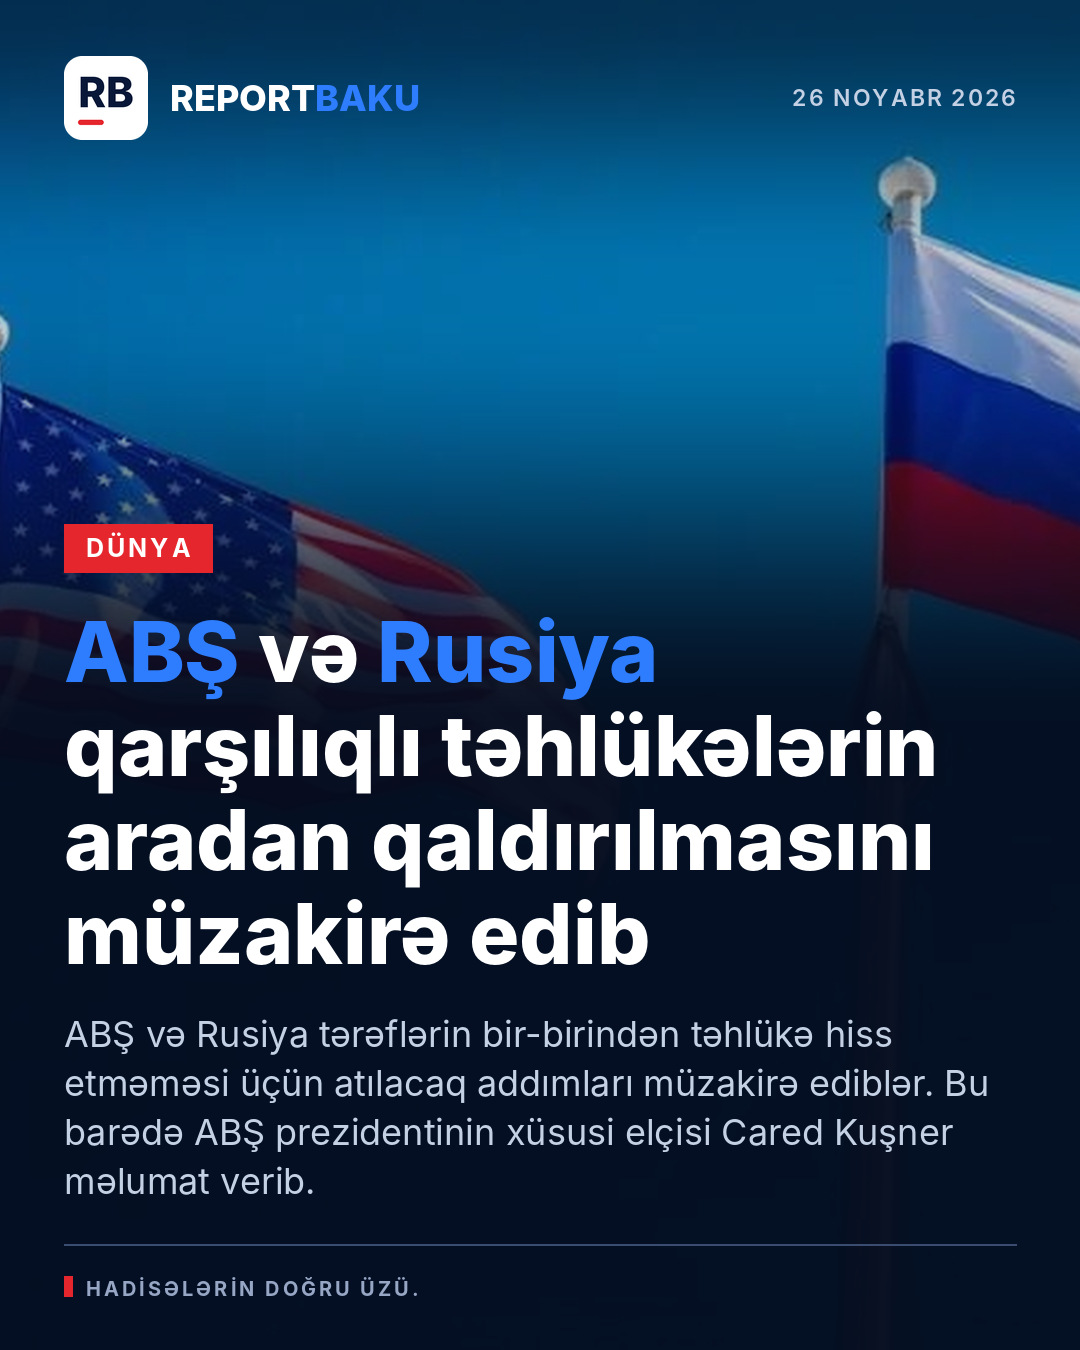 RB
REPORTBAKU
26 NOYABR 2026
DÜNYA
ABŞ və Rusiya
qarşılıqlı təhlükələrin
aradan qaldırılmasını
müzakirə edib
ABŞ və Rusiya tərəflərin bir-birindən təhlükə hiss
etməməsi üçün atılacaq addımları müzakirə ediblər. Bu
barədə ABŞ prezidentinin xüsusi elçisi Cared Kuşner
məlumat verib.
HADİSƏLƏRİN DOĞRU ÜZÜ.